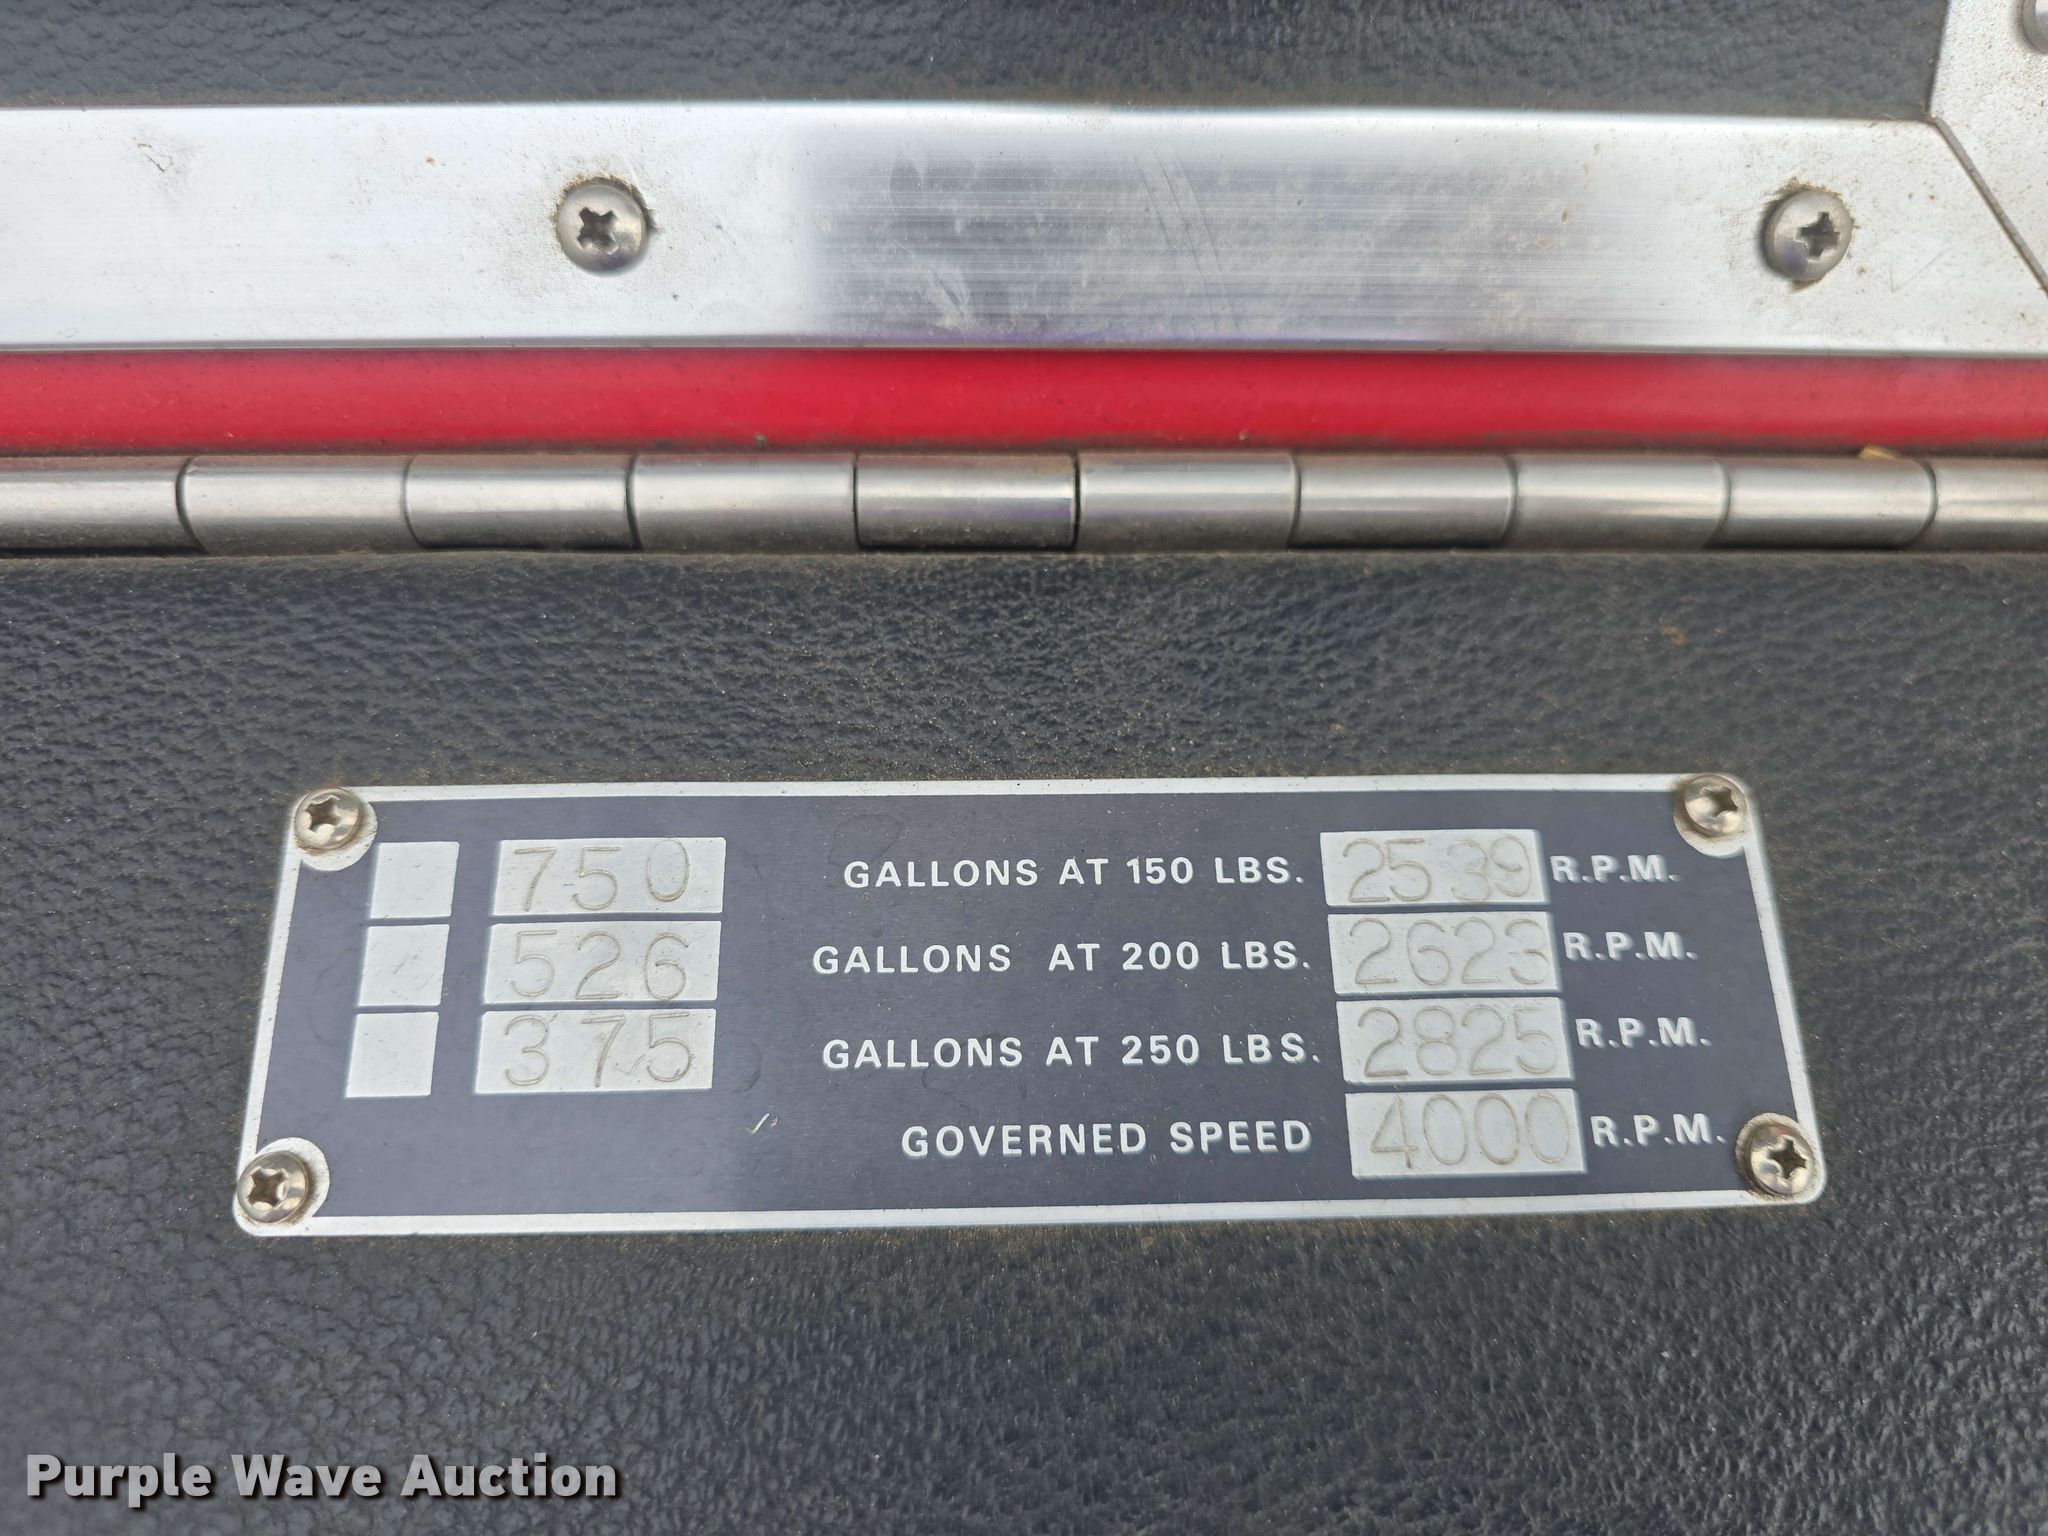 750 GALLONS AT 150 LBS. 2539 R.P.M.
526 GALLONS AT 200 LBS. 2623 R.P.M.
375 GALLONS AT 250 LBS. 2825 R.P.M.
GOVERNED SPEED 4000 R.P.M.
Purple Wave Auction